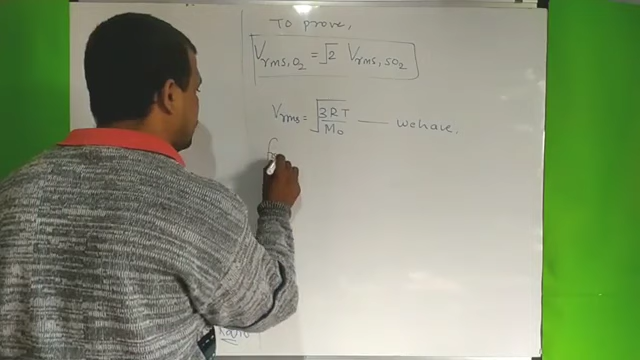 To prove,
Vrms,O₂ = √2 Vrms,SO₂
Vrms = √(3RT/M₀) —— we have.